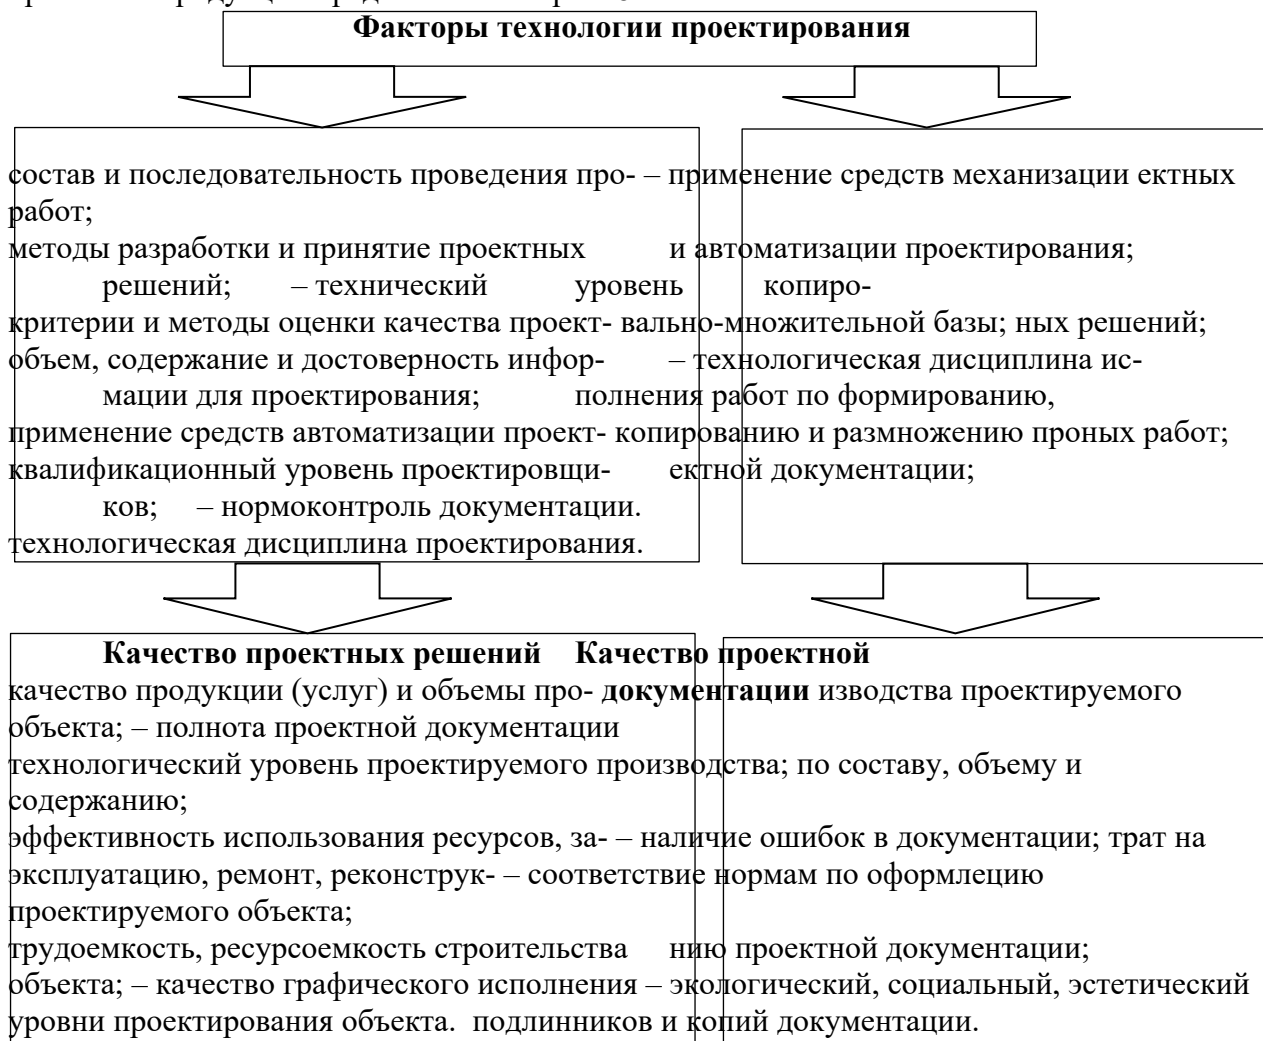 Факторы технологии проектирования
состав и последовательность проведения про- – применение средств механизации ектных
работ;
методы разработки и принятие проектных и автоматизации проектирования;
решений; – технический уровень копиро-
критерии и методы оценки качества проект- вально-множительной базы; ных решений;
объем, содержание и достоверность инфор- – технологическая дисциплина ис-
мации для проектирования; полнения работ по формированию,
применение средств автоматизации проект- копированию и размножению проных работ;
квалификационный уровень проектировщи- ектной документации;
ков; – нормоконтроль документации.
технологическая дисциплина проектирования.
Качество проектных решений Качество проектной
качество продукции (услуг) и объемы про- документации изводства проектируемого
объекта; – полнота проектной документации
технологический уровень проектируемого производства; по составу, объему и
содержанию;
эффективность использования ресурсов, за- – наличие ошибок в документации; трат на
эксплуатацию, ремонт, реконструк- – соответствие нормам по оформлецию
проектируемого объекта;
трудоемкость, ресурсоемкость строительства нию проектной документации;
объекта; – качество графического исполнения – экологический, социальный, эстетический
уровни проектирования объекта. подлинников и копий документации.